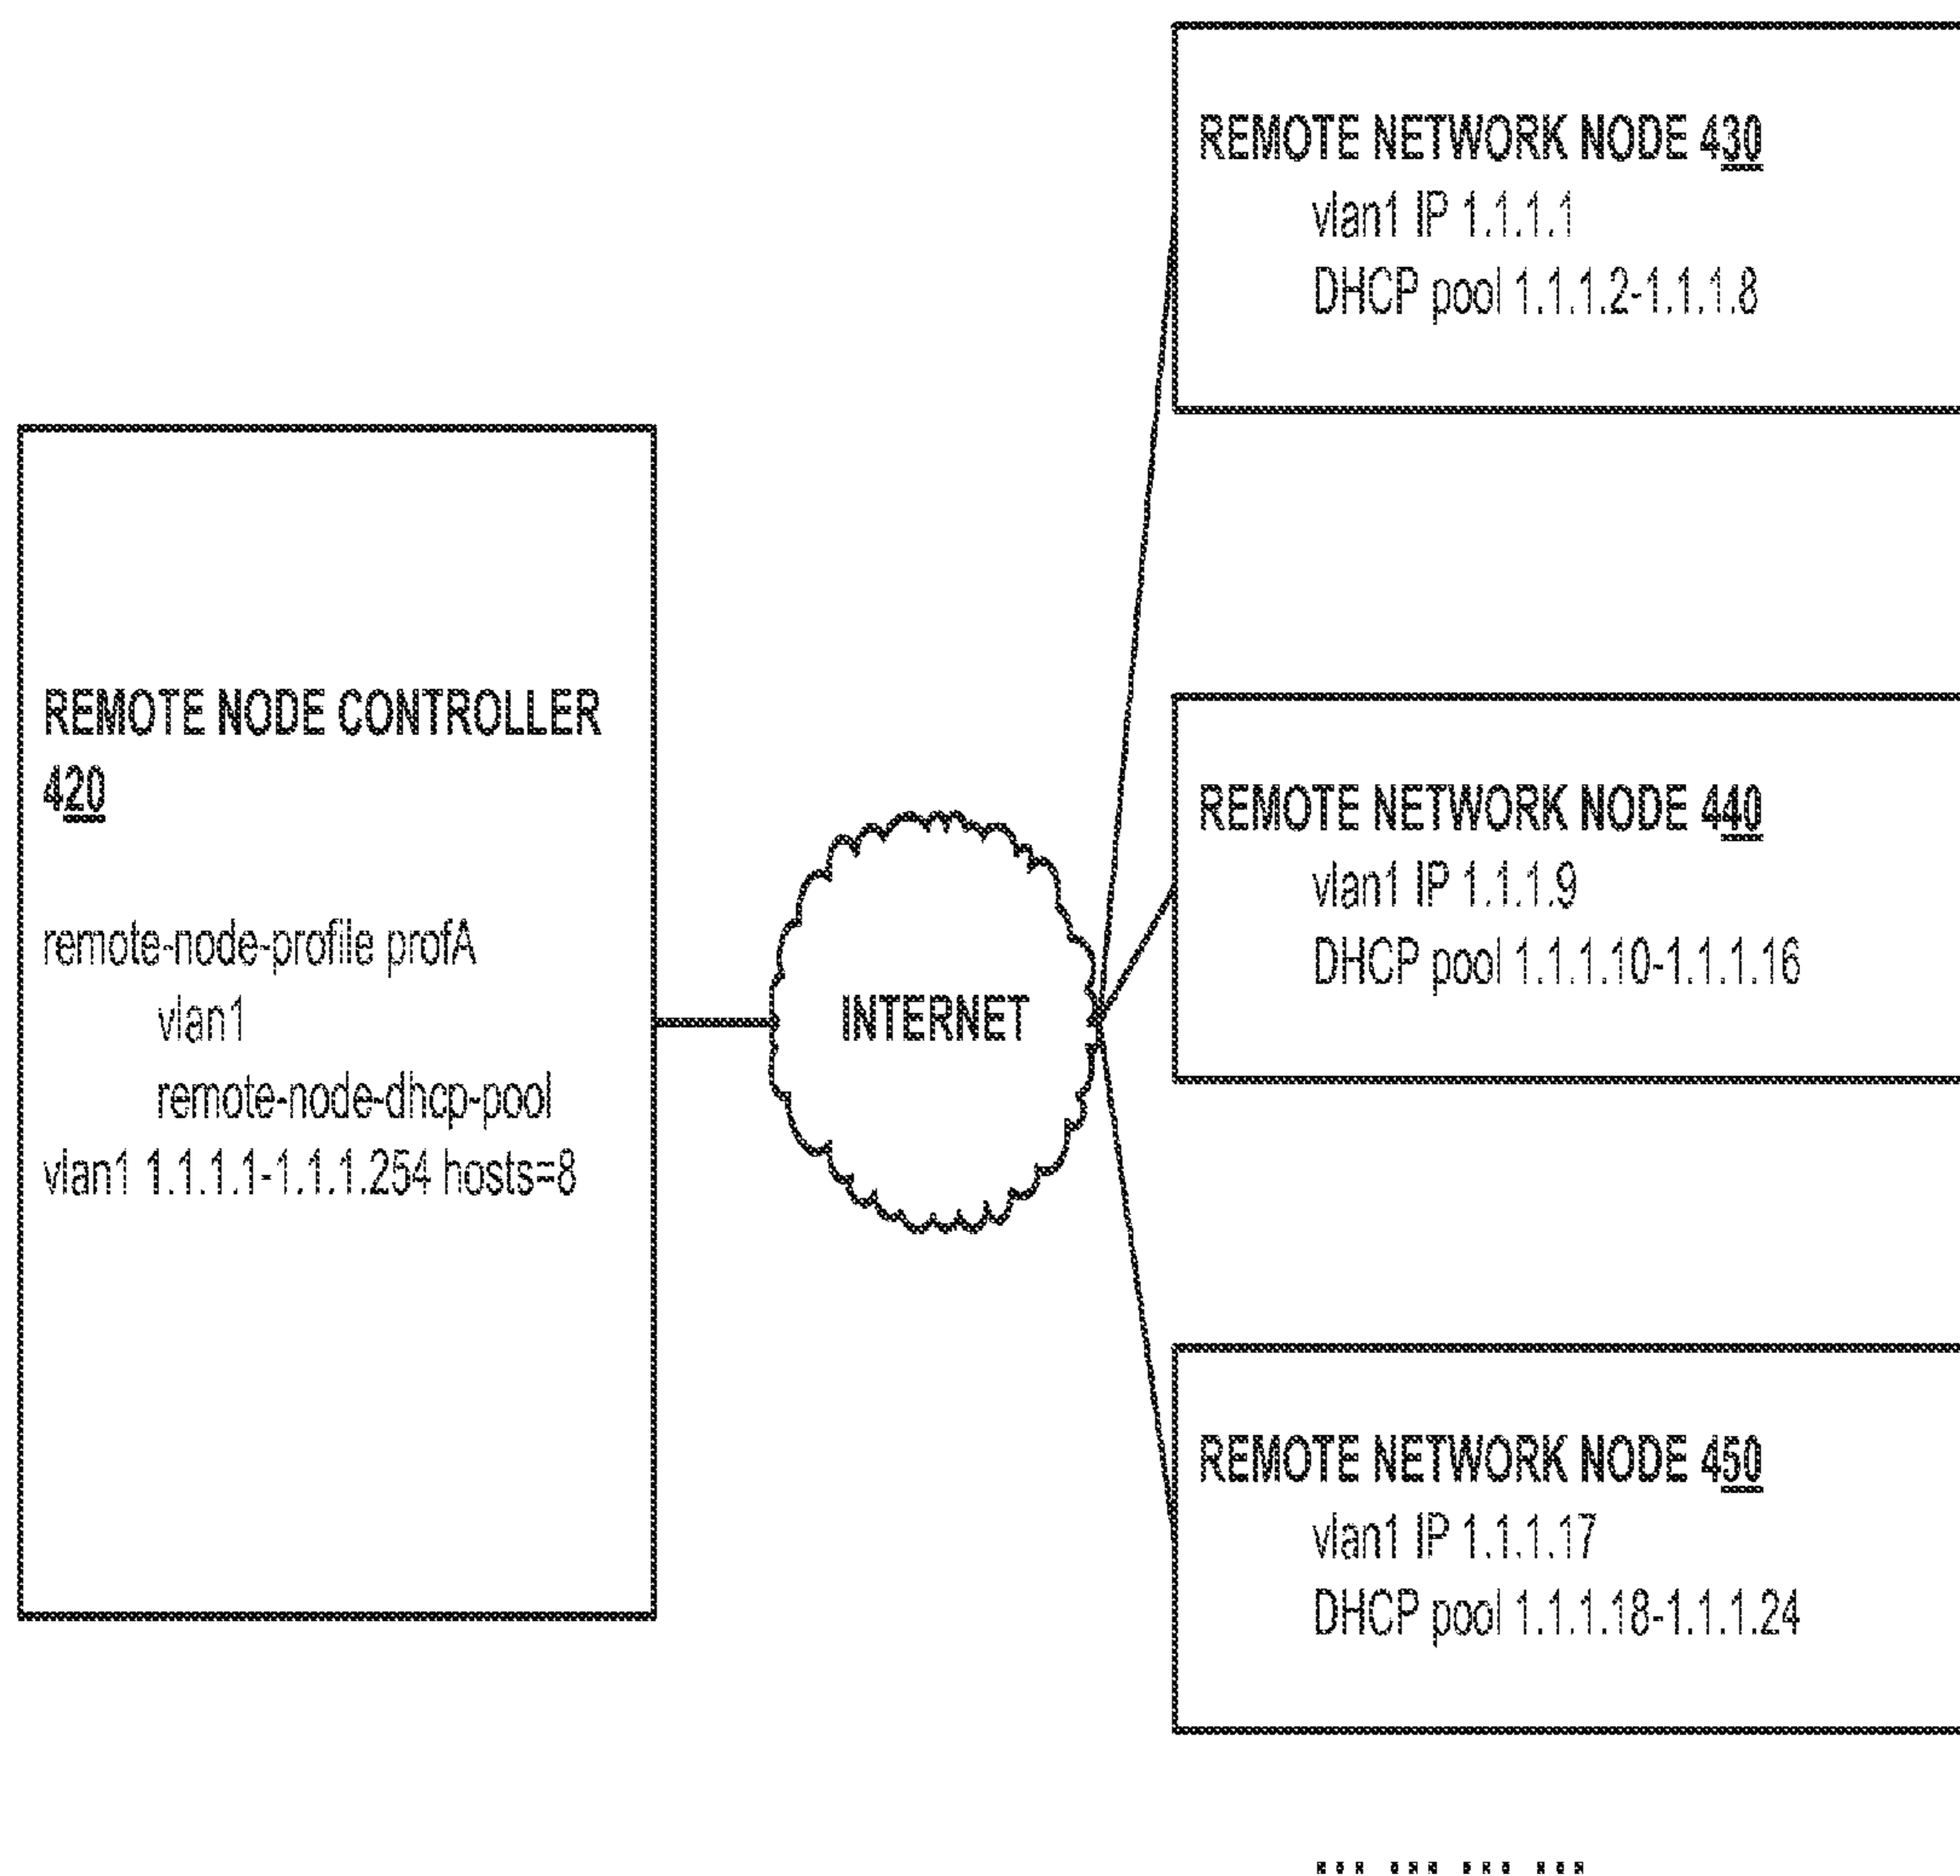 REMOTE NODE CONTROLLER
420
remote-node-profile profA
vlan1
remote-node-dhcp-pool
vlan1 1.1.1.1-1.1.1.254 hosts=8
INTERNET
REMOTE NETWORK NODE 430
vlan1 IP 1.1.1.1
DHCP pool 1.1.1.2-1.1.1.8
REMOTE NETWORK NODE 440
vlan1 IP 1.1.1.9
DHCP pool 1.1.1.10-1.1.1.16
REMOTE NETWORK NODE 450
vlan1 IP 1.1.1.17
DHCP pool 1.1.1.18-1.1.1.24
... ... ... ...